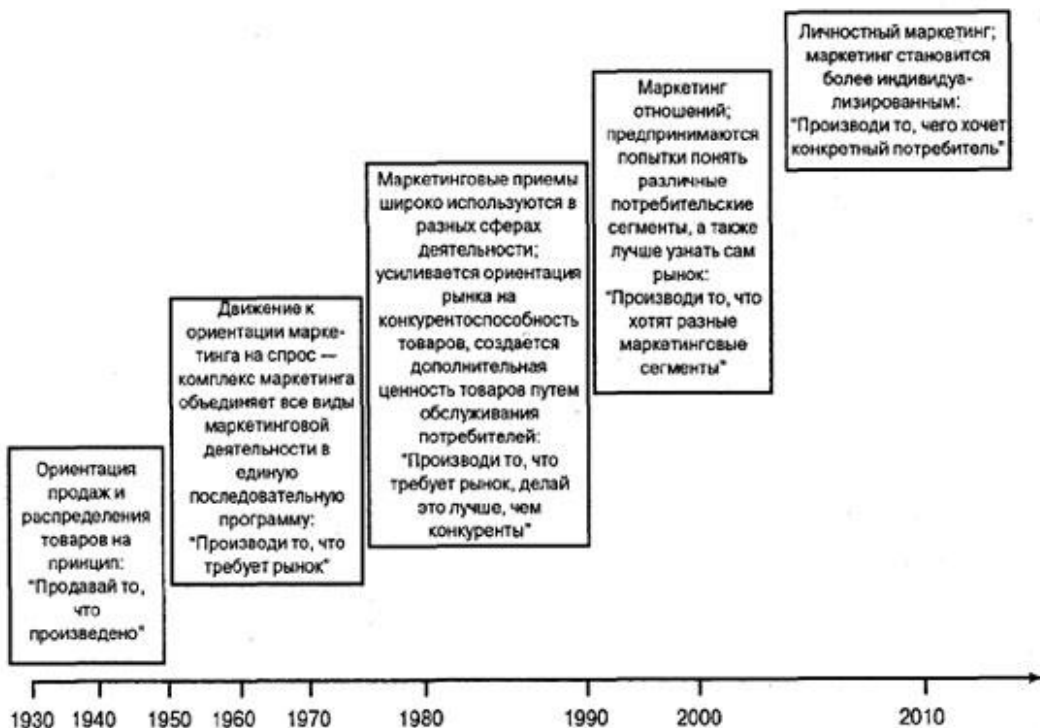 Ориентация
продаж и
распределения
товаров на
принцип:
"Продавай то,
что
произведено"
Движение к
ориентации марке-
тинга на спрос —
комплекс маркетинга
объединяет все виды
маркетинговой
деятельности в
единую
последовательную
программу:
"Производи то, что
требует рынок"
Маркетинговые приемы
широко используются в
разных сферах
деятельности;
усиливается ориентация
рынка на
конкурентоспособность
товаров, создается
дополнительная
ценность товаров путем
обслуживания
потребителей:
"Производи то, что
требует рынок, делай
это лучше, чем
конкуренты"
Маркетинг
отношений;
предпринимаются
попытки понять
различные
потребительские
сегменты, а также
лучше узнать сам
рынок:
"Производи то, что
хотят разные
маркетинговые
сегменты"
Личностный маркетинг;
маркетинг становится
более индивидуа-
лизированным:
"Производи то, чего хочет
конкретный потребитель"
1930 1940 1950 1960 1970 1980 1990 2000 2010